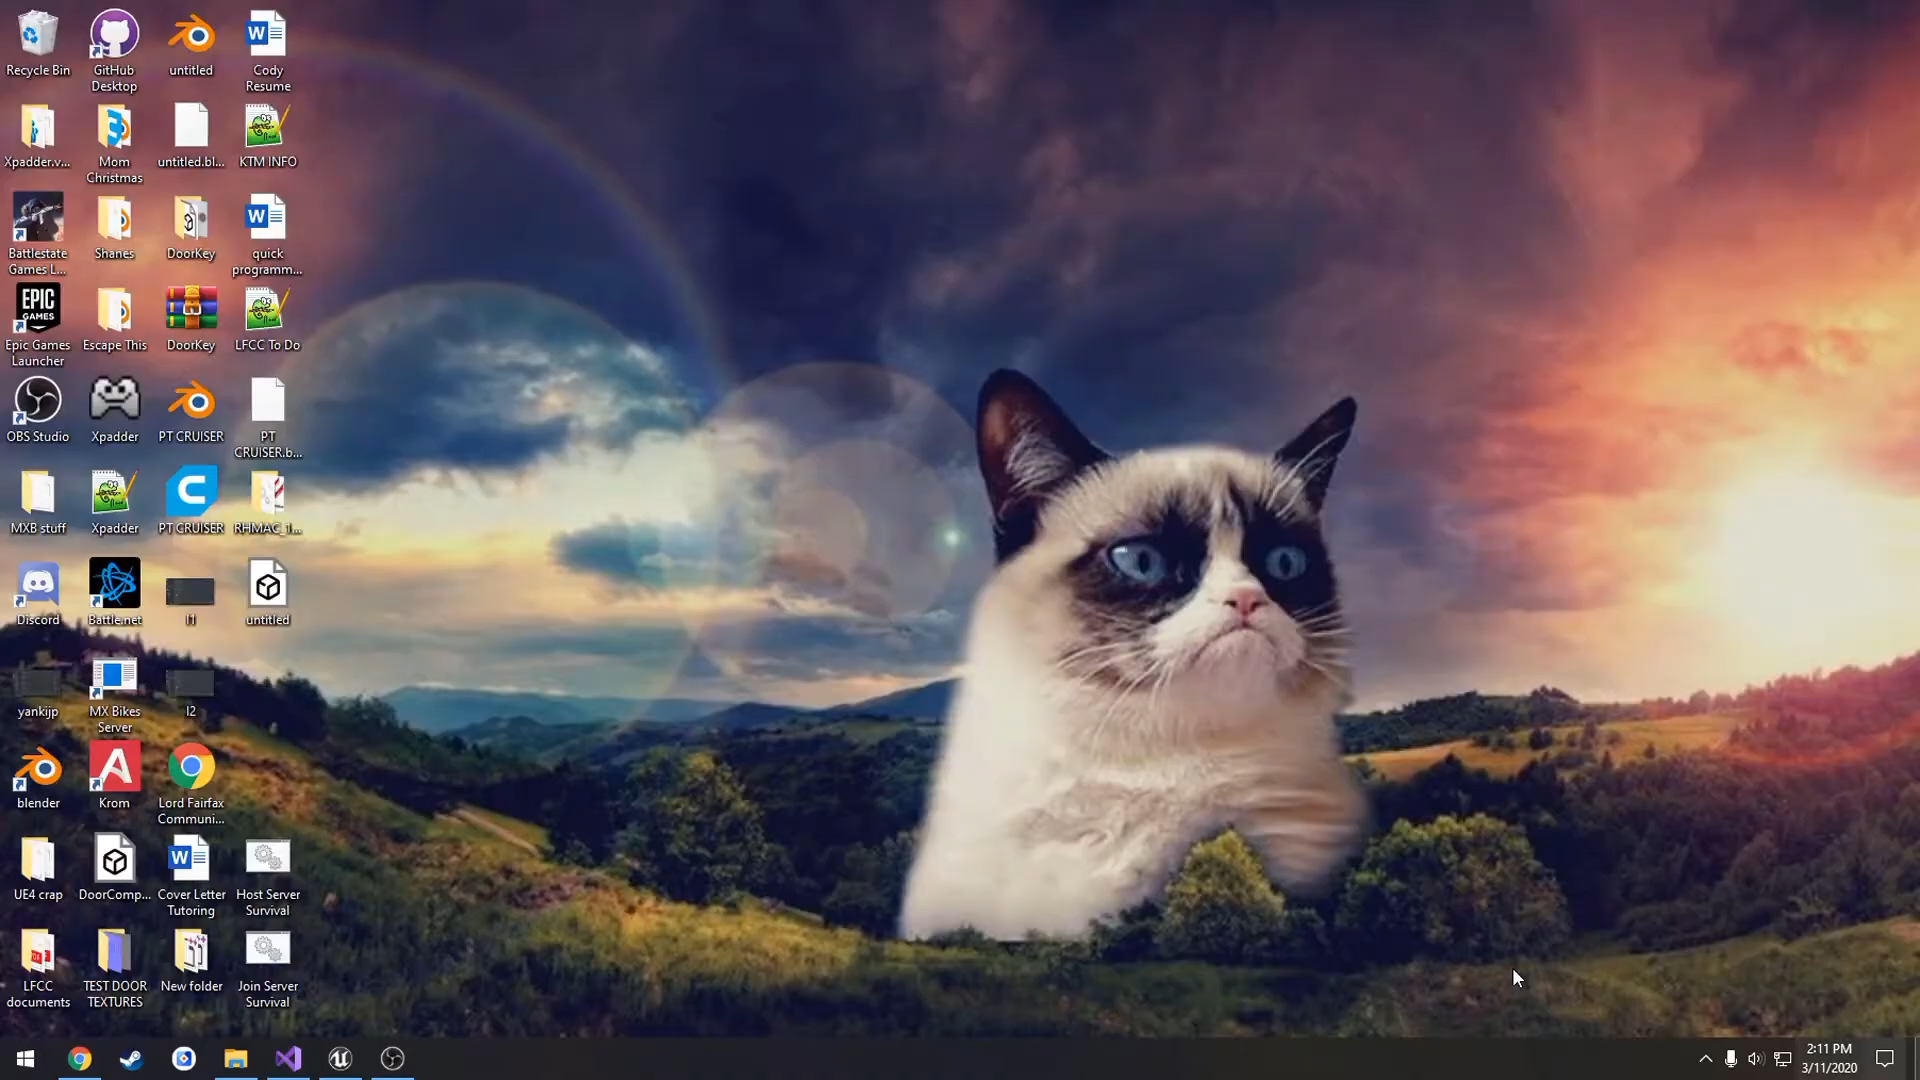 Recycle Bin
GitHub
Desktop
untitled
Cody
Resume
Xpadder.v...
Mom
Christmas
untitled.bl...
KTM INFO
Battlestate
Games L...
Shanes
DoorKey
quick
programm...
EPIC
GAMES
Epic Games
Launcher
Escape This
DoorKey
LFCC To Do
OBS Studio
Xpadder
PT CRUISER
PT
CRUISER.b...
MXB stuff
Xpadder
PT CRUISER
RHMAC_1...
Discord
Battle.net
l1
untitled
yankijp
MX Bikes
Server
l2
blender
Krom
Lord Fairfax
Communi...
UE4 crap
DoorComp...
Cover Letter
Tutoring
Host Server
Survival
LFCC
documents
TEST DOOR
TEXTURES
New folder
Join Server
Survival
2:11 PM
3/11/2020